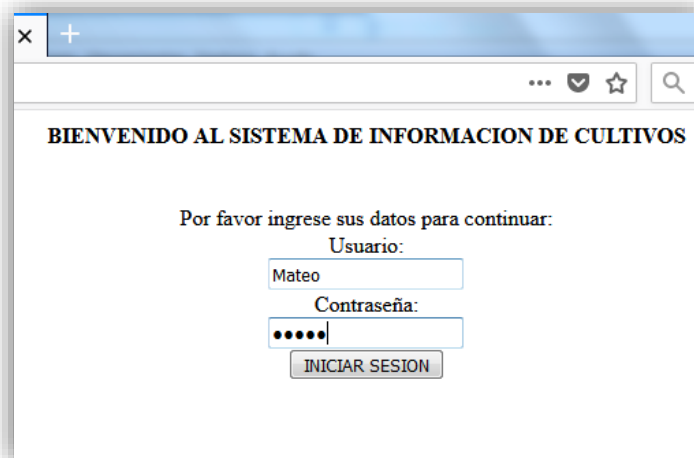 BIENVENIDO AL SISTEMA DE INFORMACION DE CULTIVOS
Por favor ingrese sus datos para continuar:
Usuario:
Mateo
Contraseña:
●●●●●
INICIAR SESION